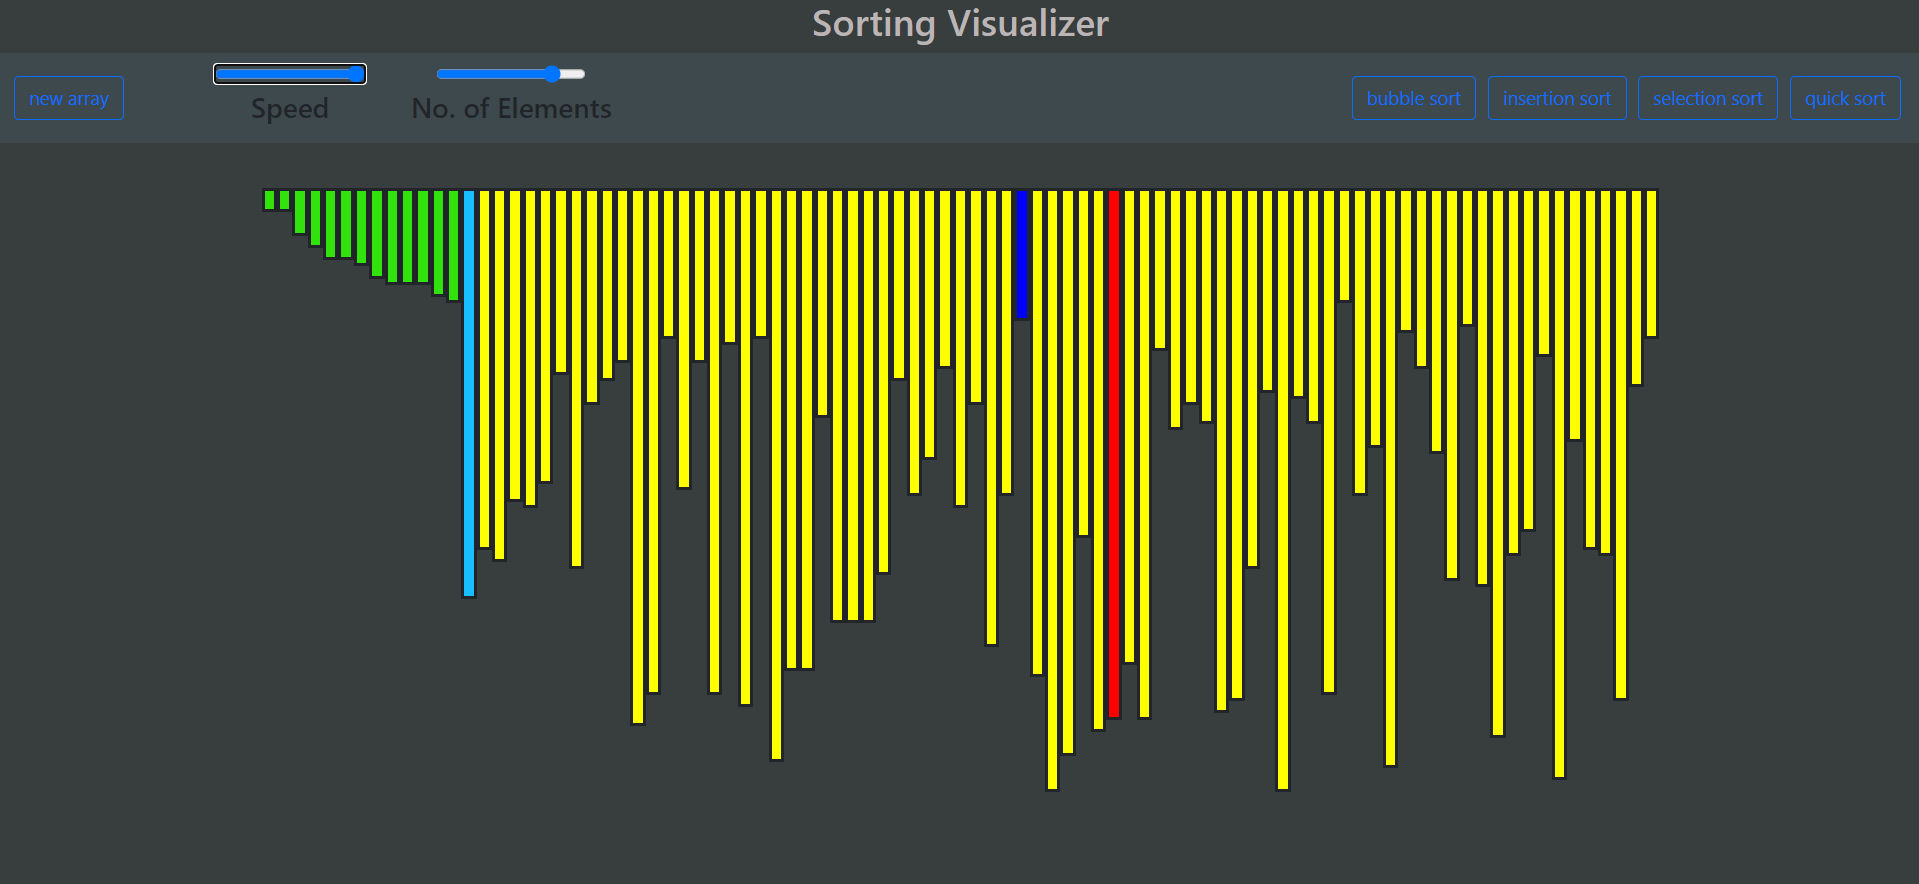 Sorting Visualizer
new array
Speed
No. of Elements
bubble sort
insertion sort
selection sort
quick sort